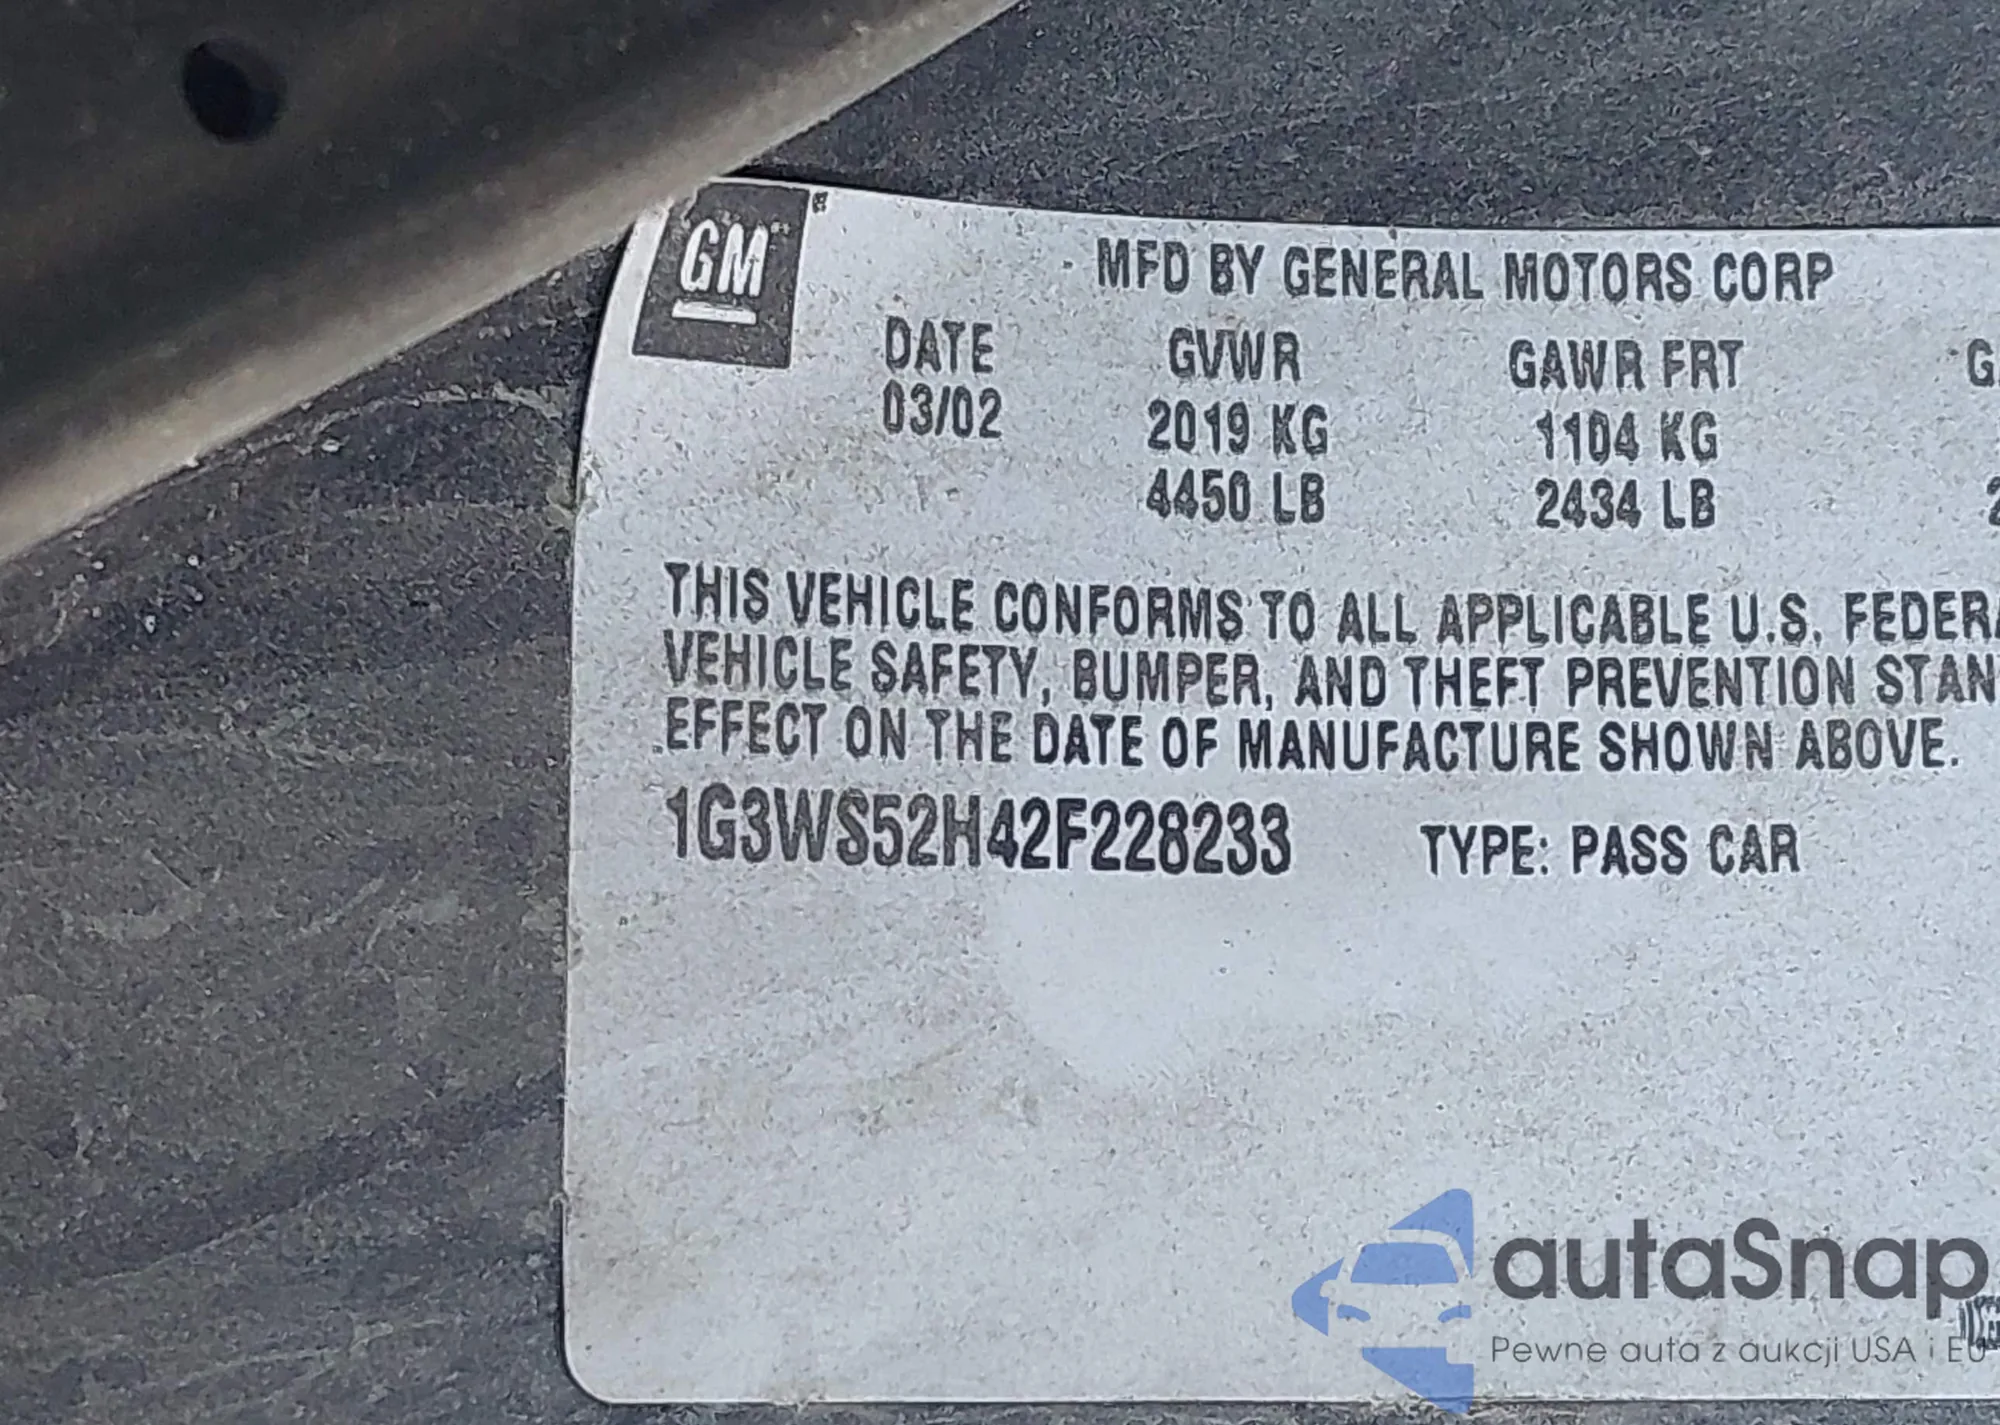 GM
MFD BY GENERAL MOTORS CORP
DATE GVWR GAWR FRT
03/02 2019 KG 1104 KG
4450 LB 2434 LB
THIS VEHICLE CONFORMS TO ALL APPLICABLE U.S. FEDERA
VEHICLE SAFETY, BUMPER, AND THEFT PREVENTION STAN
EFFECT ON THE DATE OF MANUFACTURE SHOWN ABOVE.
1G3WS52H42F228233 TYPE: PASS CAR
autaSnap
Pewne auta z aukcji USA i EU